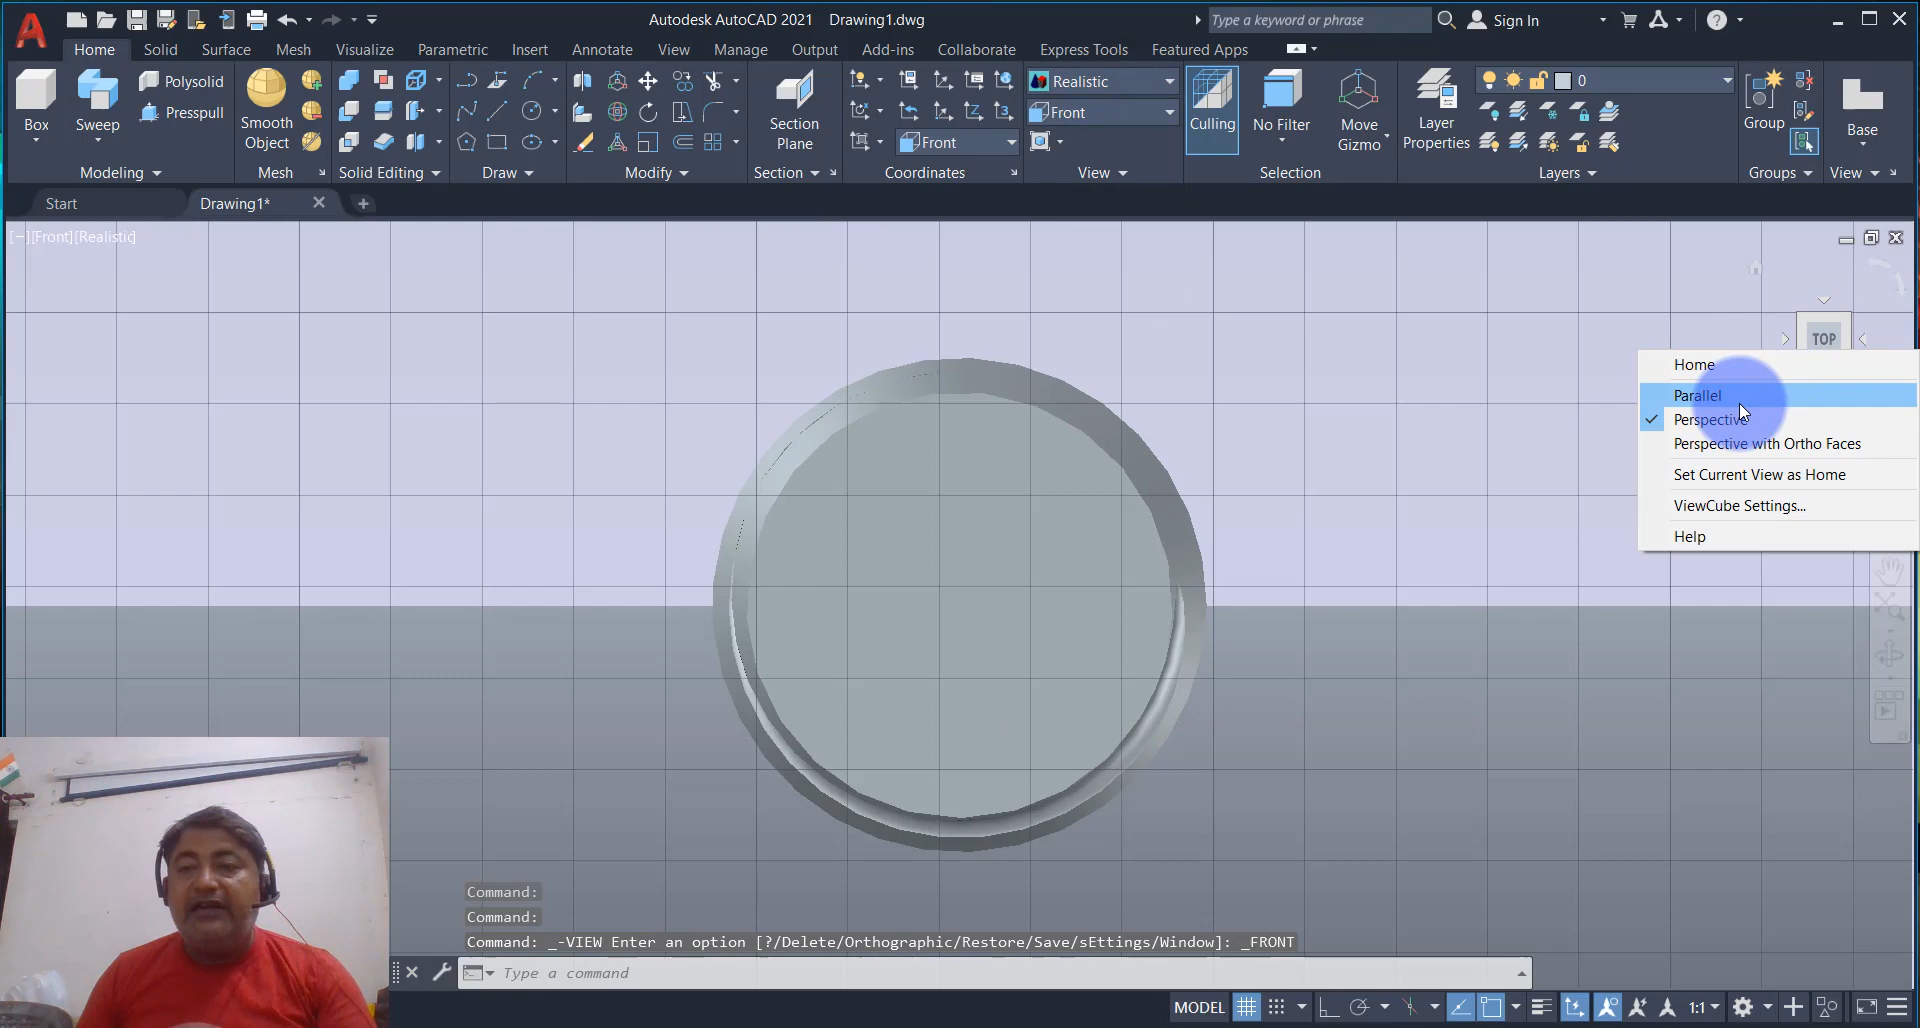 Autodesk AutoCAD 2021 Drawing1.dwg
Type a keyword or phrase
Sign In
Home Solid Surface Mesh Visualize Parametric Insert Annotate View Manage Output Add-ins Collaborate Express Tools Featured Apps
Box
Sweep
Polysolid
Presspull
Smooth
Object
Section
Plane
Realistic
Front
Front
Culling
No Filter
Move
Gizmo
Layer
Properties
0
Group
Base
Modeling Mesh Solid Editing Draw Modify Section Coordinates View Selection Layers Groups View
Start
Drawing1*
[−][Front][Realistic]
TOP
Home
Parallel
Perspective
Perspective with Ortho Faces
Set Current View as Home
ViewCube Settings...
Help
Command:
Command:
Command: _-VIEW Enter an option [?/Delete/Orthographic/Restore/Save/sEttings/Window]: _FRONT
Type a command
MODEL
1:1